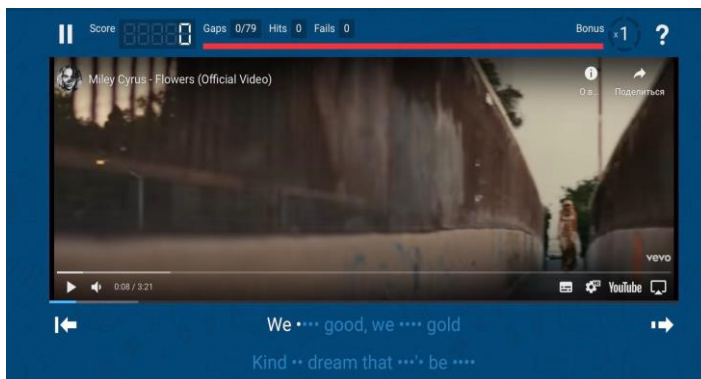 Score 0 Gaps 0/79 Hits 0 Fails 0 Bonus x1 ?
Miley Cyrus - Flowers (Official Video)
О в... Поделиться
vevo
0:08 / 3:21 YouTube
We •••• good, we •••• gold
Kind •• dream that •••'• be ••••